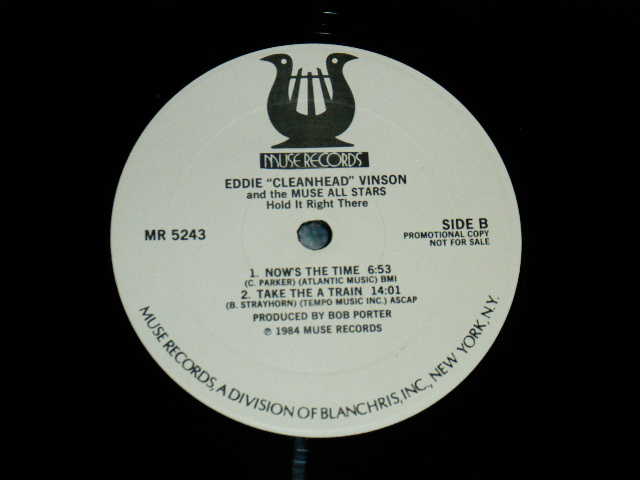 MUSE RECORDS
EDDIE "CLEANHEAD" VINSON
and the MUSE ALL STARS
Hold It Right There
MR 5243
SIDE B
PROMOTIONAL COPY
NOT FOR SALE
1. NOW'S THE TIME 6:53
(C. PARKER) (ATLANTIC MUSIC) BMI
2. TAKE THE A TRAIN 14:01
(B. STRAYHORN) (TEMPO MUSIC INC.) ASCAP
PRODUCED BY BOB PORTER
℗ 1984 MUSE RECORDS
MUSE RECORDS, A DIVISION OF BLANCHRIS, INC., NEW YORK, N.Y.